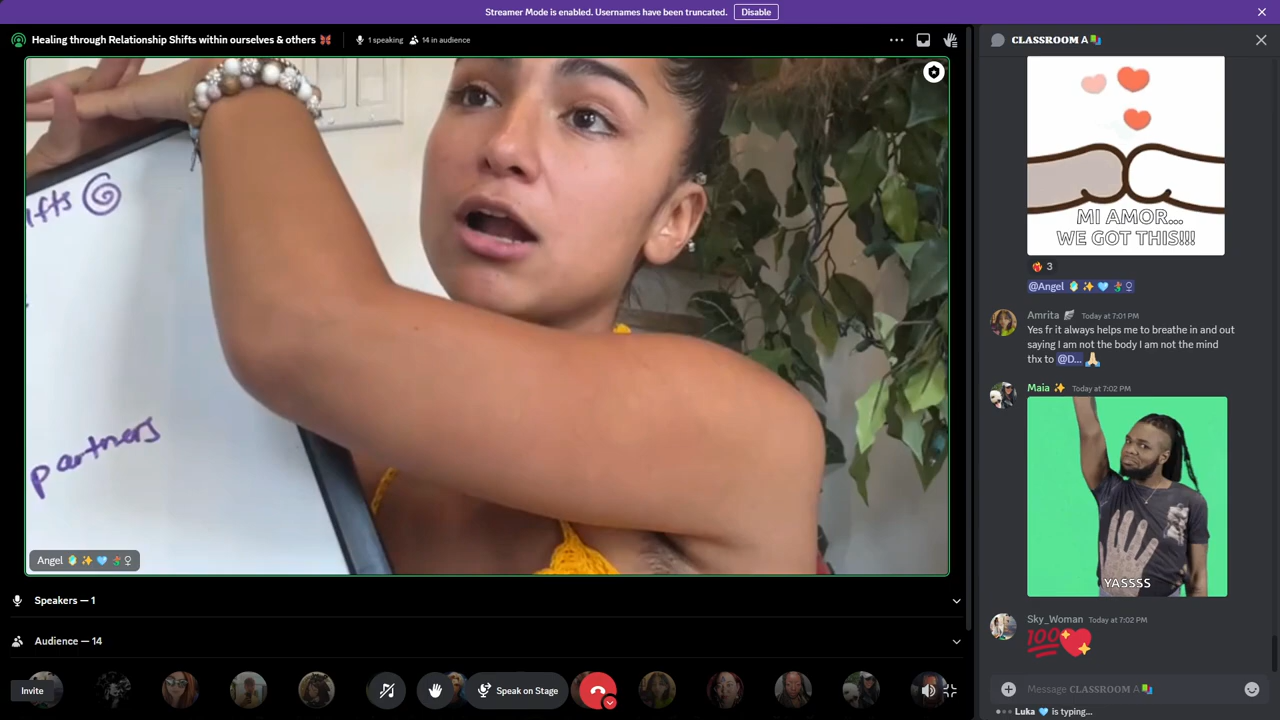 Streamer Mode is enabled. Usernames have been truncated.
Disable
Healing through Relationship Shifts within ourselves & others
1 speaking
14 in audience
CLASSROOM A
ifts
partners
Angel
Speakers — 1
Audience — 14
Invite
Speak on Stage
MI AMOR...
WE GOT THIS!!!
3
@Angel
Amrita Today at 7:01 PM
Yes fr it always helps me to breathe in and out
saying I am not the body I am not the mind
thx to @D...
Maia Today at 7:02 PM
YASSSS
Sky_Woman Today at 7:02 PM
100
Message CLASSROOM A
Luka is typing...